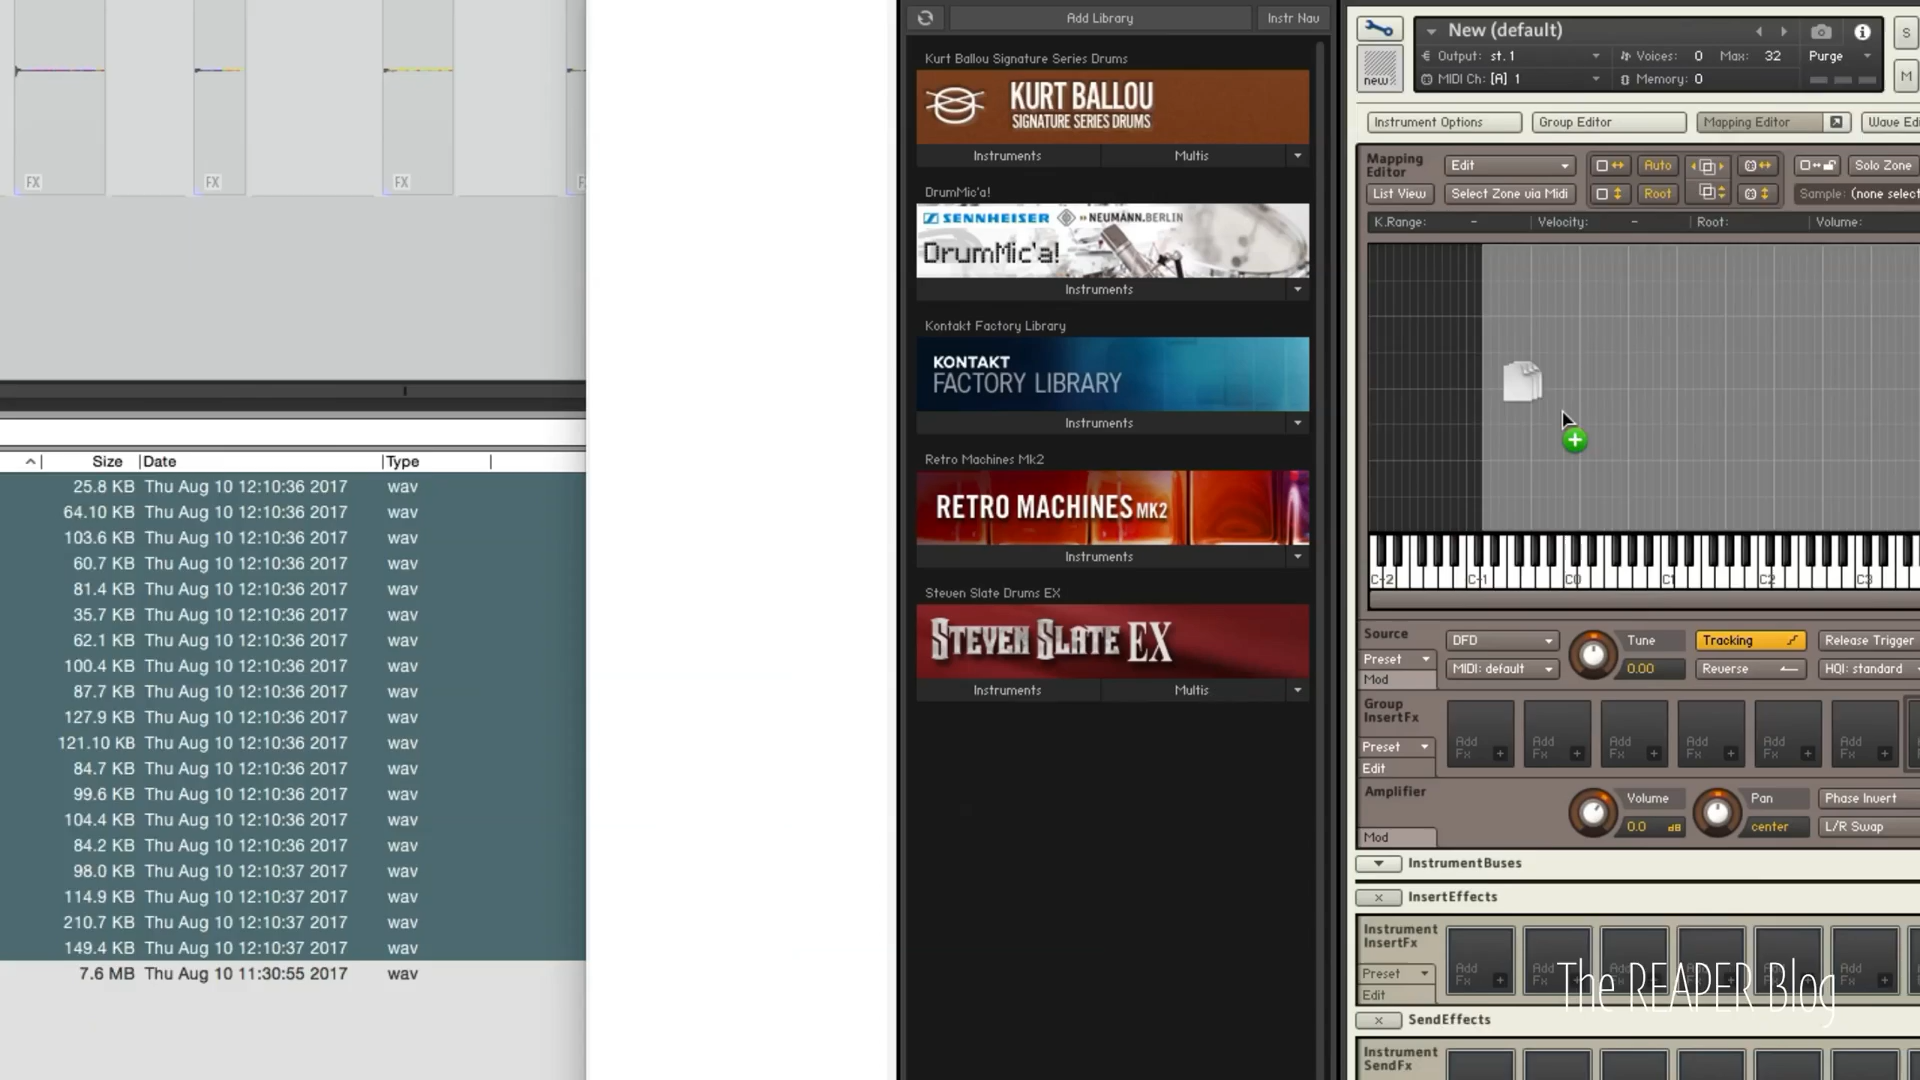 FX
FX
FX
Size
Date
Type
25.8 KB Thu Aug 10 12:10:36 2017 wav
64.10 KB Thu Aug 10 12:10:36 2017 wav
103.6 KB Thu Aug 10 12:10:36 2017 wav
60.7 KB Thu Aug 10 12:10:36 2017 wav
81.4 KB Thu Aug 10 12:10:36 2017 wav
35.7 KB Thu Aug 10 12:10:36 2017 wav
62.1 KB Thu Aug 10 12:10:36 2017 wav
100.4 KB Thu Aug 10 12:10:36 2017 wav
87.7 KB Thu Aug 10 12:10:36 2017 wav
127.9 KB Thu Aug 10 12:10:36 2017 wav
121.10 KB Thu Aug 10 12:10:36 2017 wav
84.7 KB Thu Aug 10 12:10:36 2017 wav
99.6 KB Thu Aug 10 12:10:36 2017 wav
104.4 KB Thu Aug 10 12:10:36 2017 wav
84.2 KB Thu Aug 10 12:10:36 2017 wav
98.0 KB Thu Aug 10 12:10:37 2017 wav
114.9 KB Thu Aug 10 12:10:37 2017 wav
210.7 KB Thu Aug 10 12:10:37 2017 wav
149.4 KB Thu Aug 10 12:10:37 2017 wav
7.6 MB Thu Aug 10 11:30:55 2017 wav
Add Library
Instr Nav
Kurt Ballou Signature Series Drums
KURT BALLOU
SIGNATURE SERIES DRUMS
Instruments
Multis
DrumMic'a!
SENNHEISER
NEUMANN.BERLIN
DrumMic'a!
Instruments
Kontakt Factory Library
KONTAKT
FACTORY LIBRARY
Instruments
Retro Machines Mk2
RETRO MACHINES MK2
Instruments
Steven Slate Drums EX
STEVEN SLATE EX
Instruments
Multis
new
New (default)
i
S
Output: st.1
Voices: 0 Max: 32
Purge
MIDI Ch: [A] 1
Memory: 0
M
Instrument Options
Group Editor
Mapping Editor
Wave Edi
Mapping
Editor
Edit
Auto
Solo Zone
List View
Select Zone via Midi
Root
Sample: (none select
K.Range: -
Velocity: -
Root:
Volume:
C-2 C-1 C0 C1 C2 C3
Source
Preset
Mod
DFD
Tune
Tracking
Release Trigger
MIDI: default
0.00
Reverse
HQI: standard
Group
InsertFx
Preset
Edit
Add
Fx
Add
Fx
Add
Fx
Add
Fx
Add
Fx
Add
Fx
Amplifier
Mod
Volume
0.0 dB
Pan
center
Phase Invert
L/R Swap
InstrumentBuses
InsertEffects
Instrument
InsertFx
Preset
Edit
Add
Fx
Add
Fx
Add
Fx
Add
Fx
Add
Fx
Add
Fx
The REAPER Blog
SendEffects
Instrument
SendFx